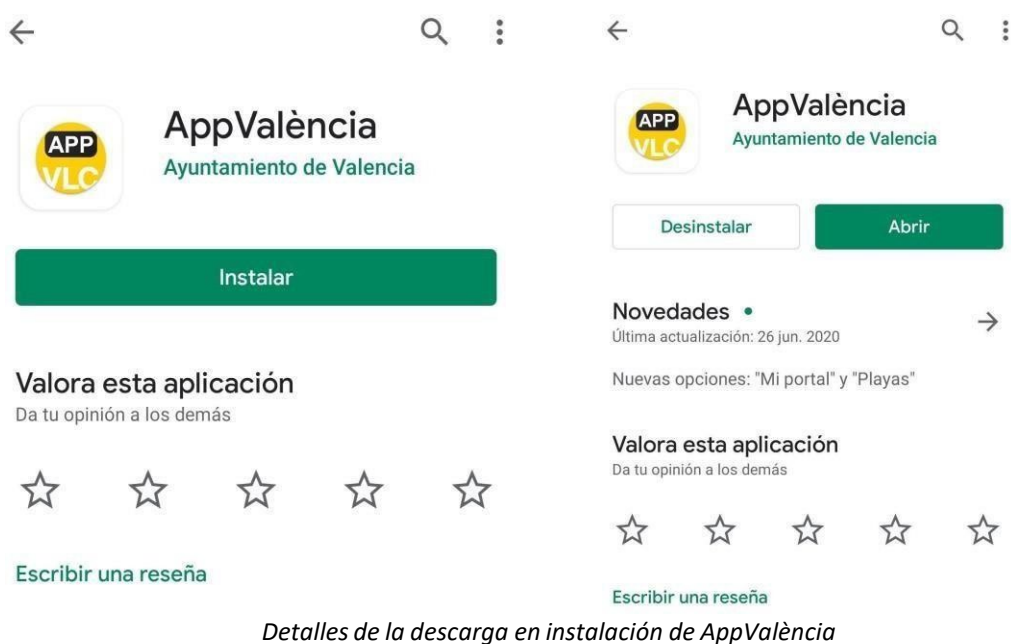 APP
VLC
AppValència
Ayuntamiento de Valencia
Instalar
Valora esta aplicación
Da tu opinión a los demás
Escribir una reseña
APP
VLC
AppValència
Ayuntamiento de Valencia
Desinstalar
Abrir
Novedades •
Última actualización: 26 jun. 2020
Nuevas opciones: "Mi portal" y "Playas"
Valora esta aplicación
Da tu opinión a los demás
Escribir una reseña
Detalles de la descarga en instalación de AppValència